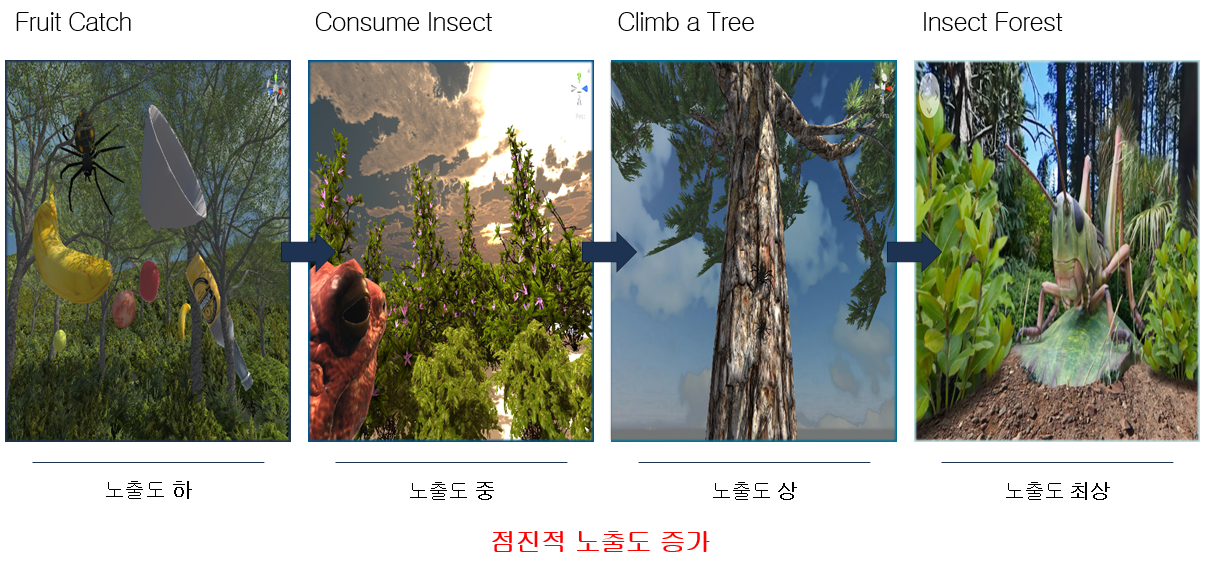 Fruit Catch
Consume Insect
Climb a Tree
Insect Forest
노출도 하
노출도 중
노출도 상
노출도 최상
점진적 노출도 증가